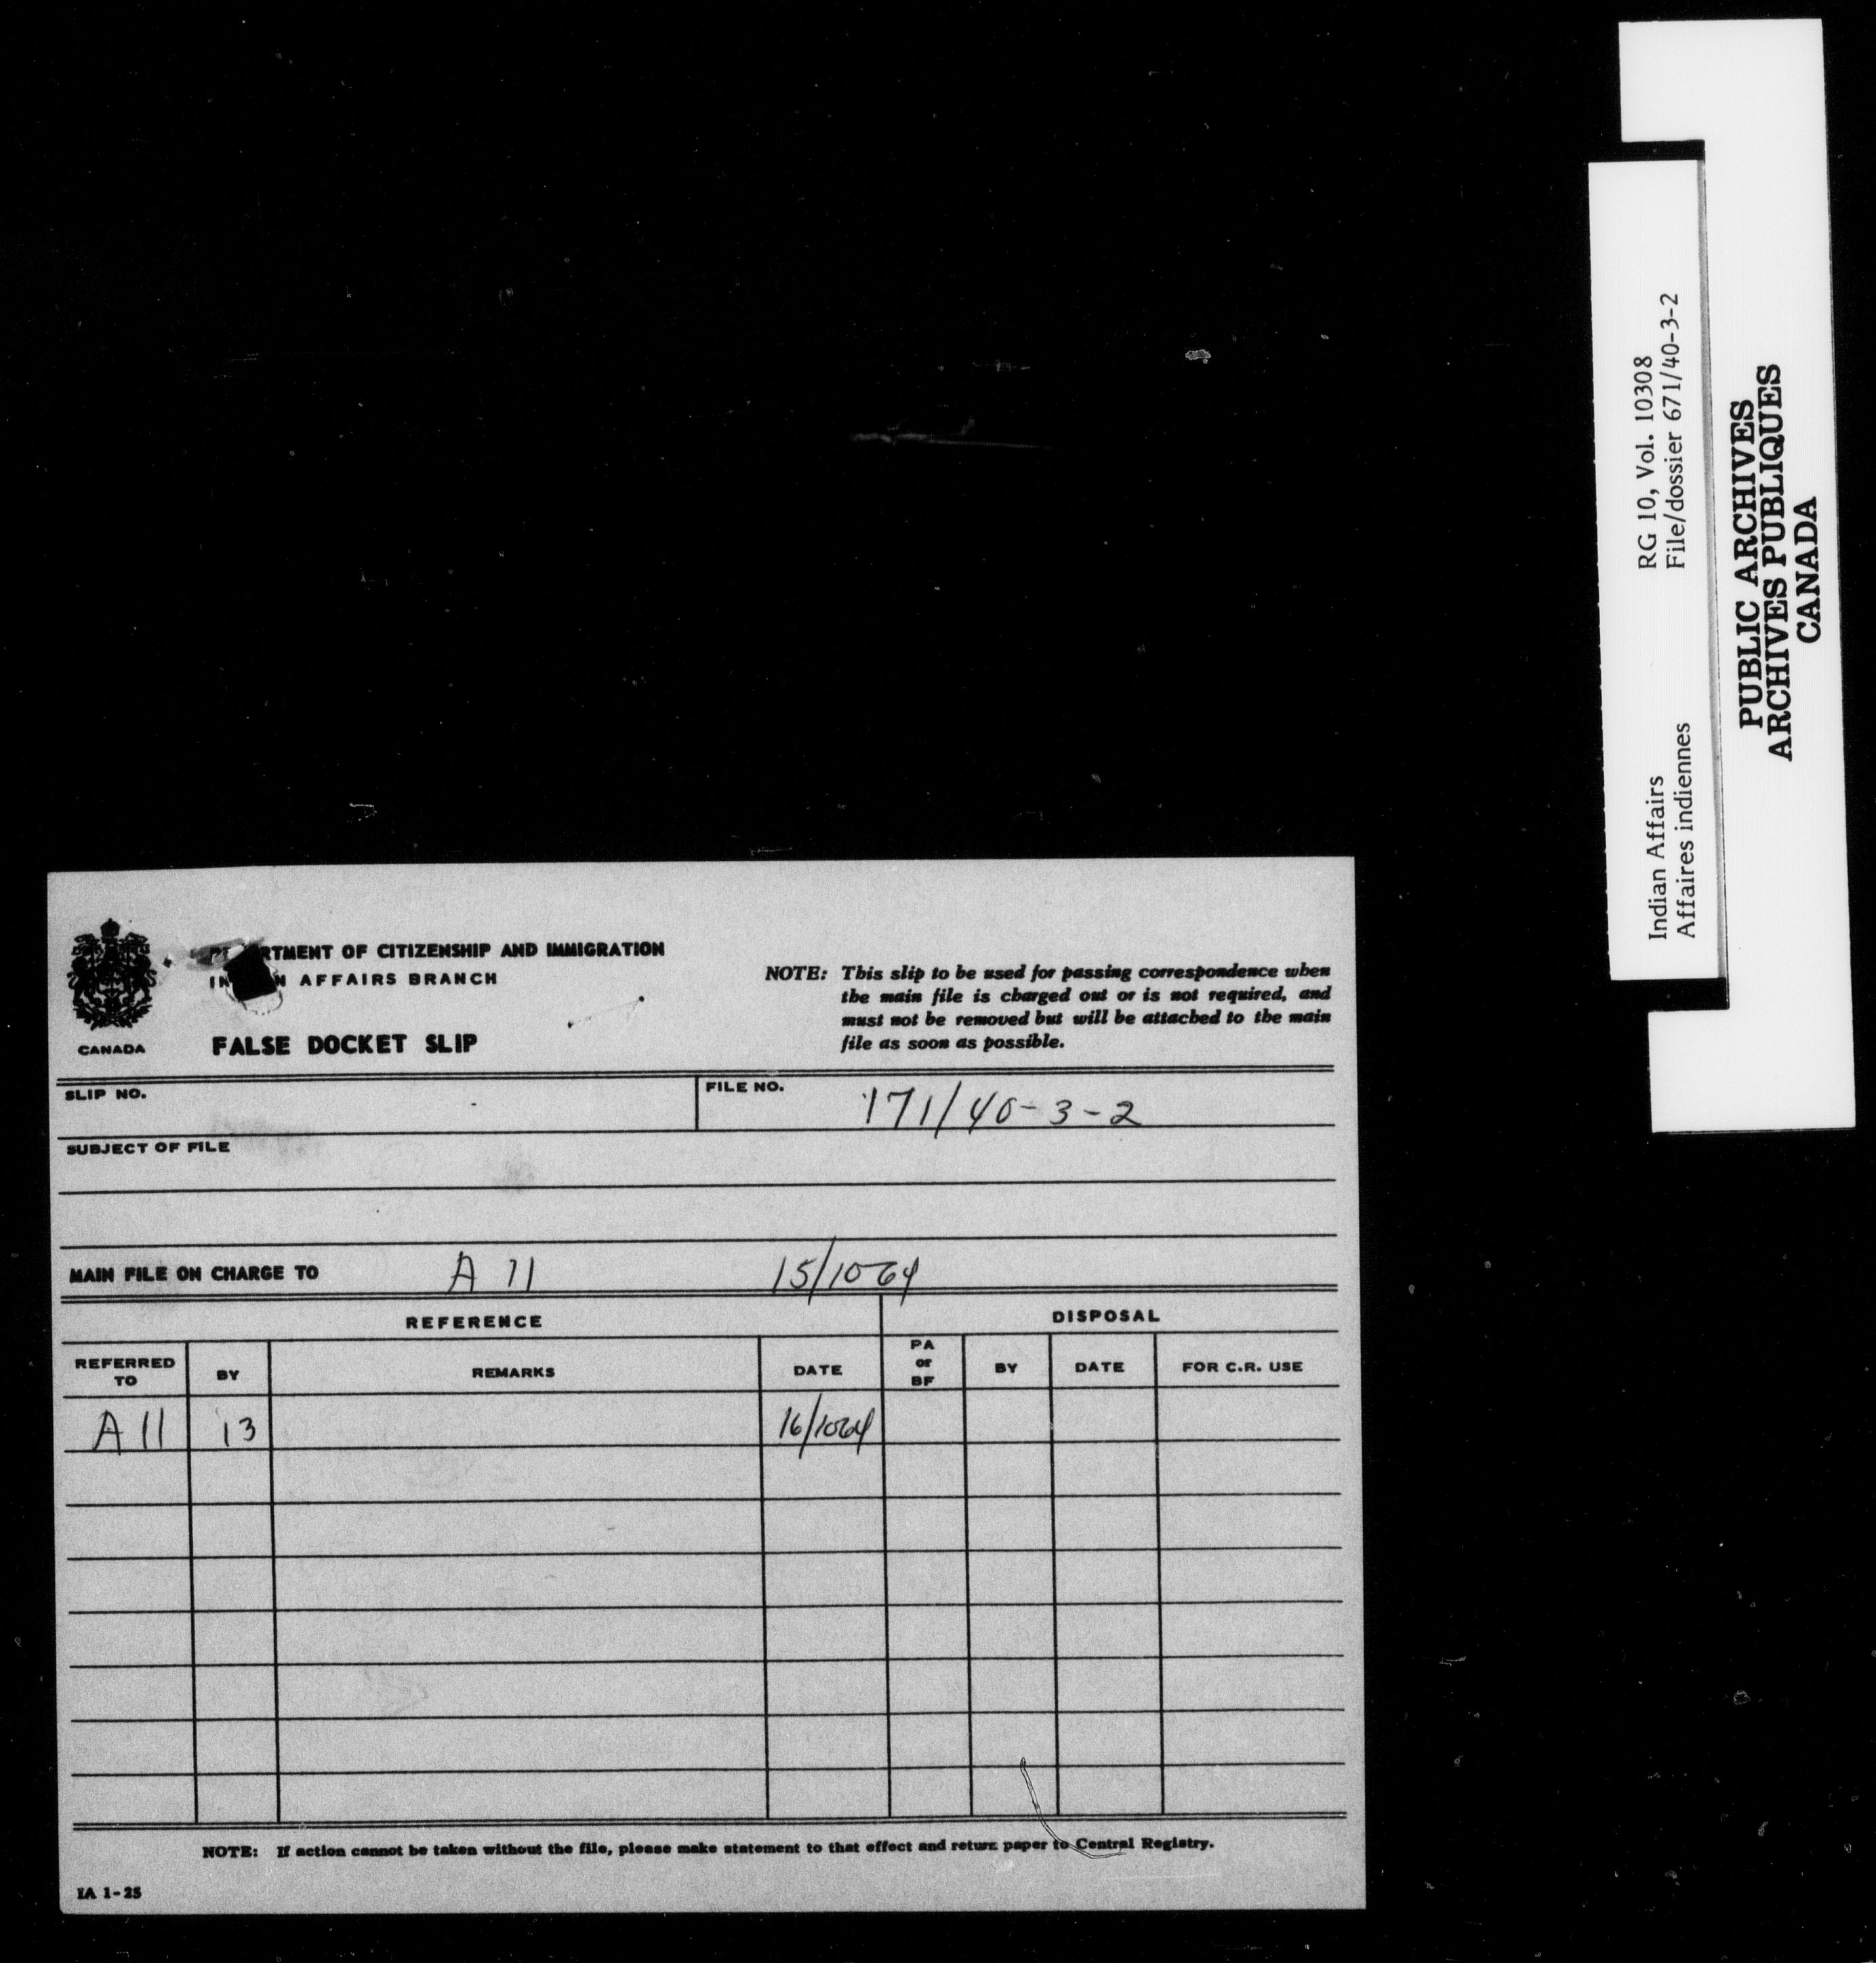 DEPARTMENT OF CITIZENSHIP AND IMMIGRATION
INDIAN AFFAIRS BRANCH
CANADA
FALSE DOCKET SLIP
NOTE: This slip to be used for passing correspondence when
the main file is charged out or is not required, and
must not be removed but will be attached to the main
file as soon as possible.
SLIP NO.
FILE NO. 171/40-3-2
SUBJECT OF FILE
MAIN FILE ON CHARGE TO A 11 15/10 64
REFERENCE DISPOSAL
REFERRED TO BY REMARKS DATE PA or BF BY DATE FOR C.R. USE
A 11 13 16/1064
NOTE: If action cannot be taken without the file, please make statement to that effect and return paper to Central Registry.
IA 1-25
Indian Affairs RG 10, Vol. 10308
Affaires indiennes File/dossier 671/40-3-2
PUBLIC ARCHIVES
ARCHIVES PUBLIQUES
CANADA